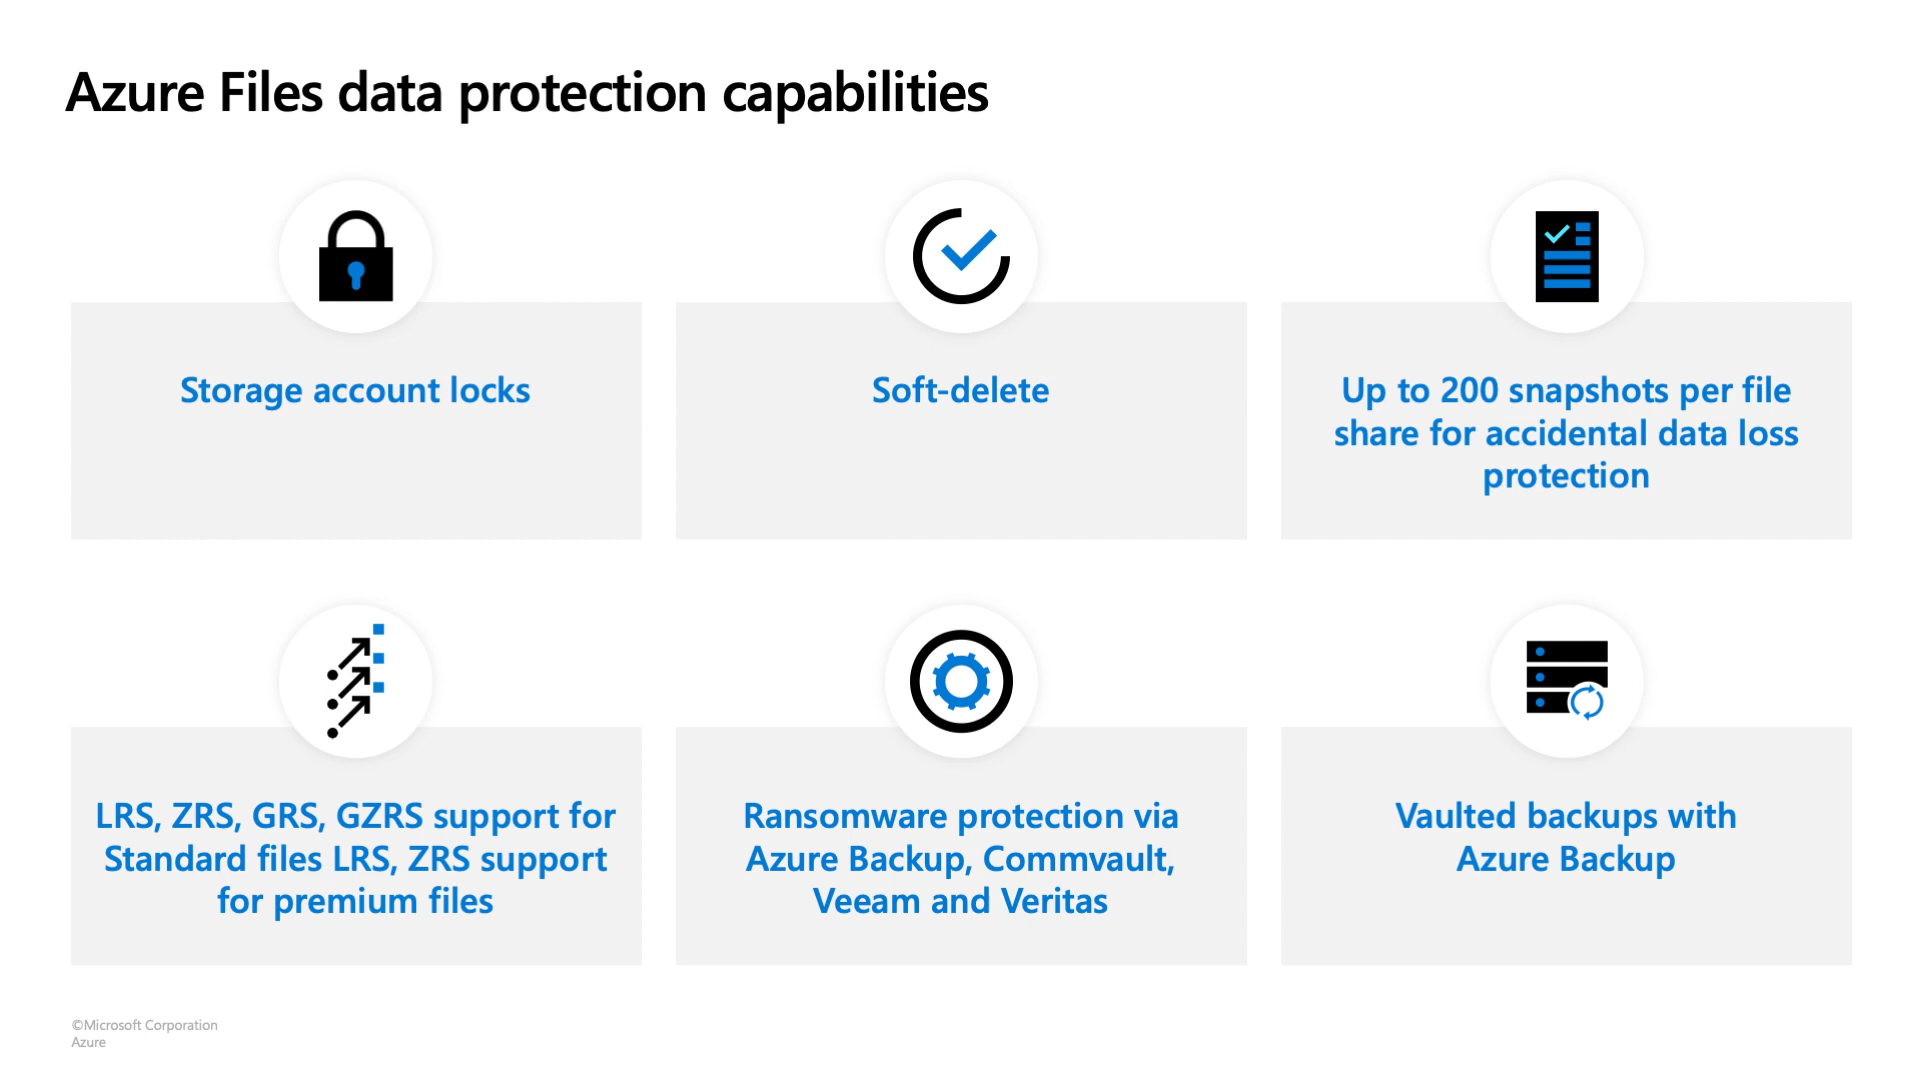 Azure Files data protection capabilities
Storage account locks
Soft-delete
Up to 200 snapshots per file
share for accidental data loss
protection
LRS, ZRS, GRS, GZRS support for
Standard files LRS, ZRS support
for premium files
Ransomware protection via
Azure Backup, Commvault,
Veeam and Veritas
Vaulted backups with
Azure Backup
©Microsoft Corporation
Azure